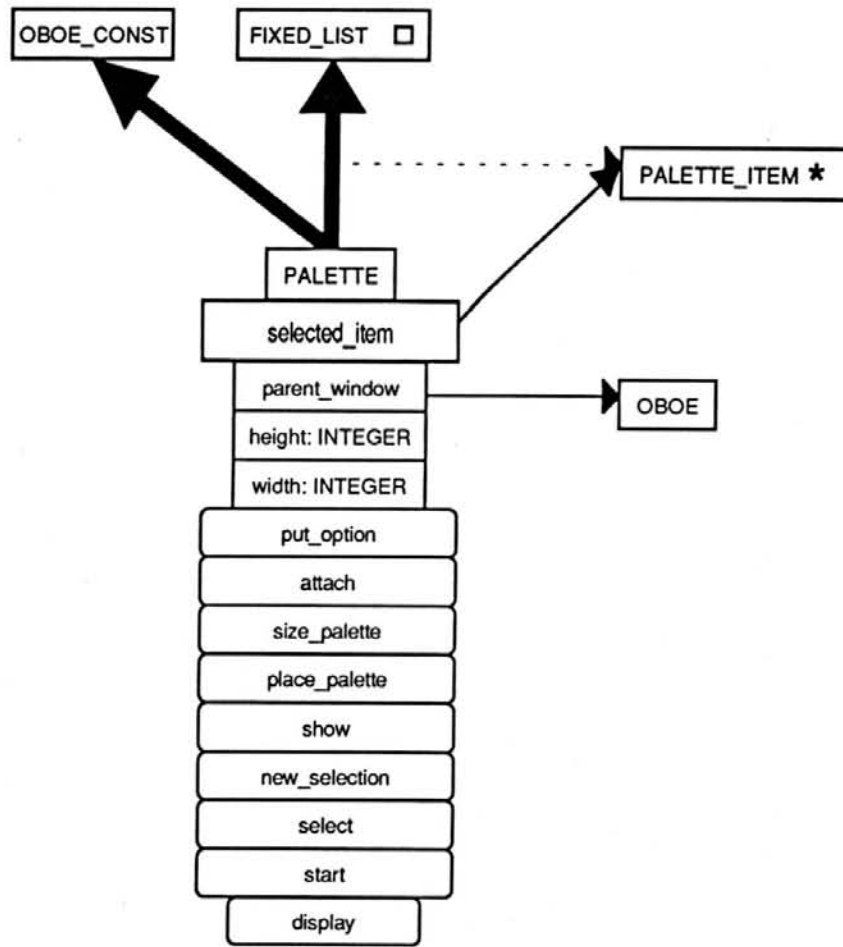 OBOE_CONST
FIXED_LIST
PALETTE_ITEM *
PALETTE
selected_item
parent_window
OBOE
height: INTEGER
width: INTEGER
put_option
attach
size_palette
place_palette
show
new_selection
select
start
display